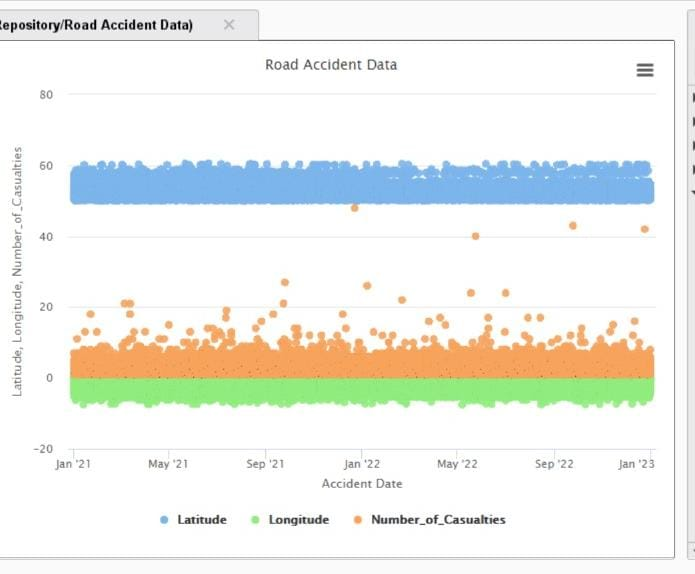 epository/Road Accident Data)
Road Accident Data
80
60
40
20
0
-20
Latitude, Longitude, Number_of_Casualties
Jan '21 May '21 Sep '21 Jan '22 May '22 Sep '22 Jan '23
Accident Date
Latitude Longitude Number_of_Casualties